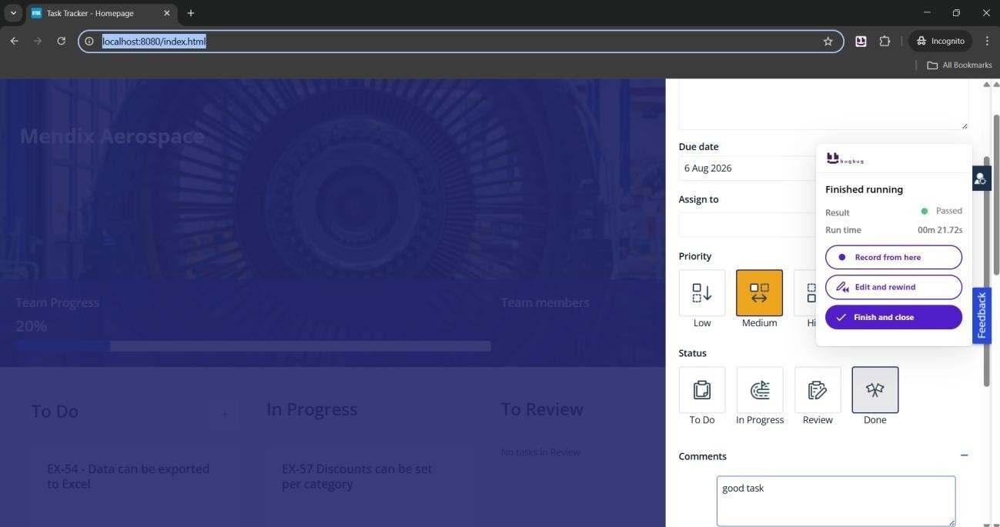 mx Task Tracker - Homepage
localhost:8080/index.html
Incognito
All Bookmarks
Mendix Aerospace
Team Progress
20%
Team members
To Do
+
In Progress
To Review
EX-54 - Data can be exported
to Excel
EX-57 Discounts can be set
per category
No tasks in Review
Due date
6 Aug 2026
Assign to
Priority
Low
Medium
Hi
Status
To Do
In Progress
Review
Done
Comments
good task
bugbug
Finished running
Result
Passed
Run time
00m 21.72s
Record from here
Edit and rewind
Finish and close
Feedback